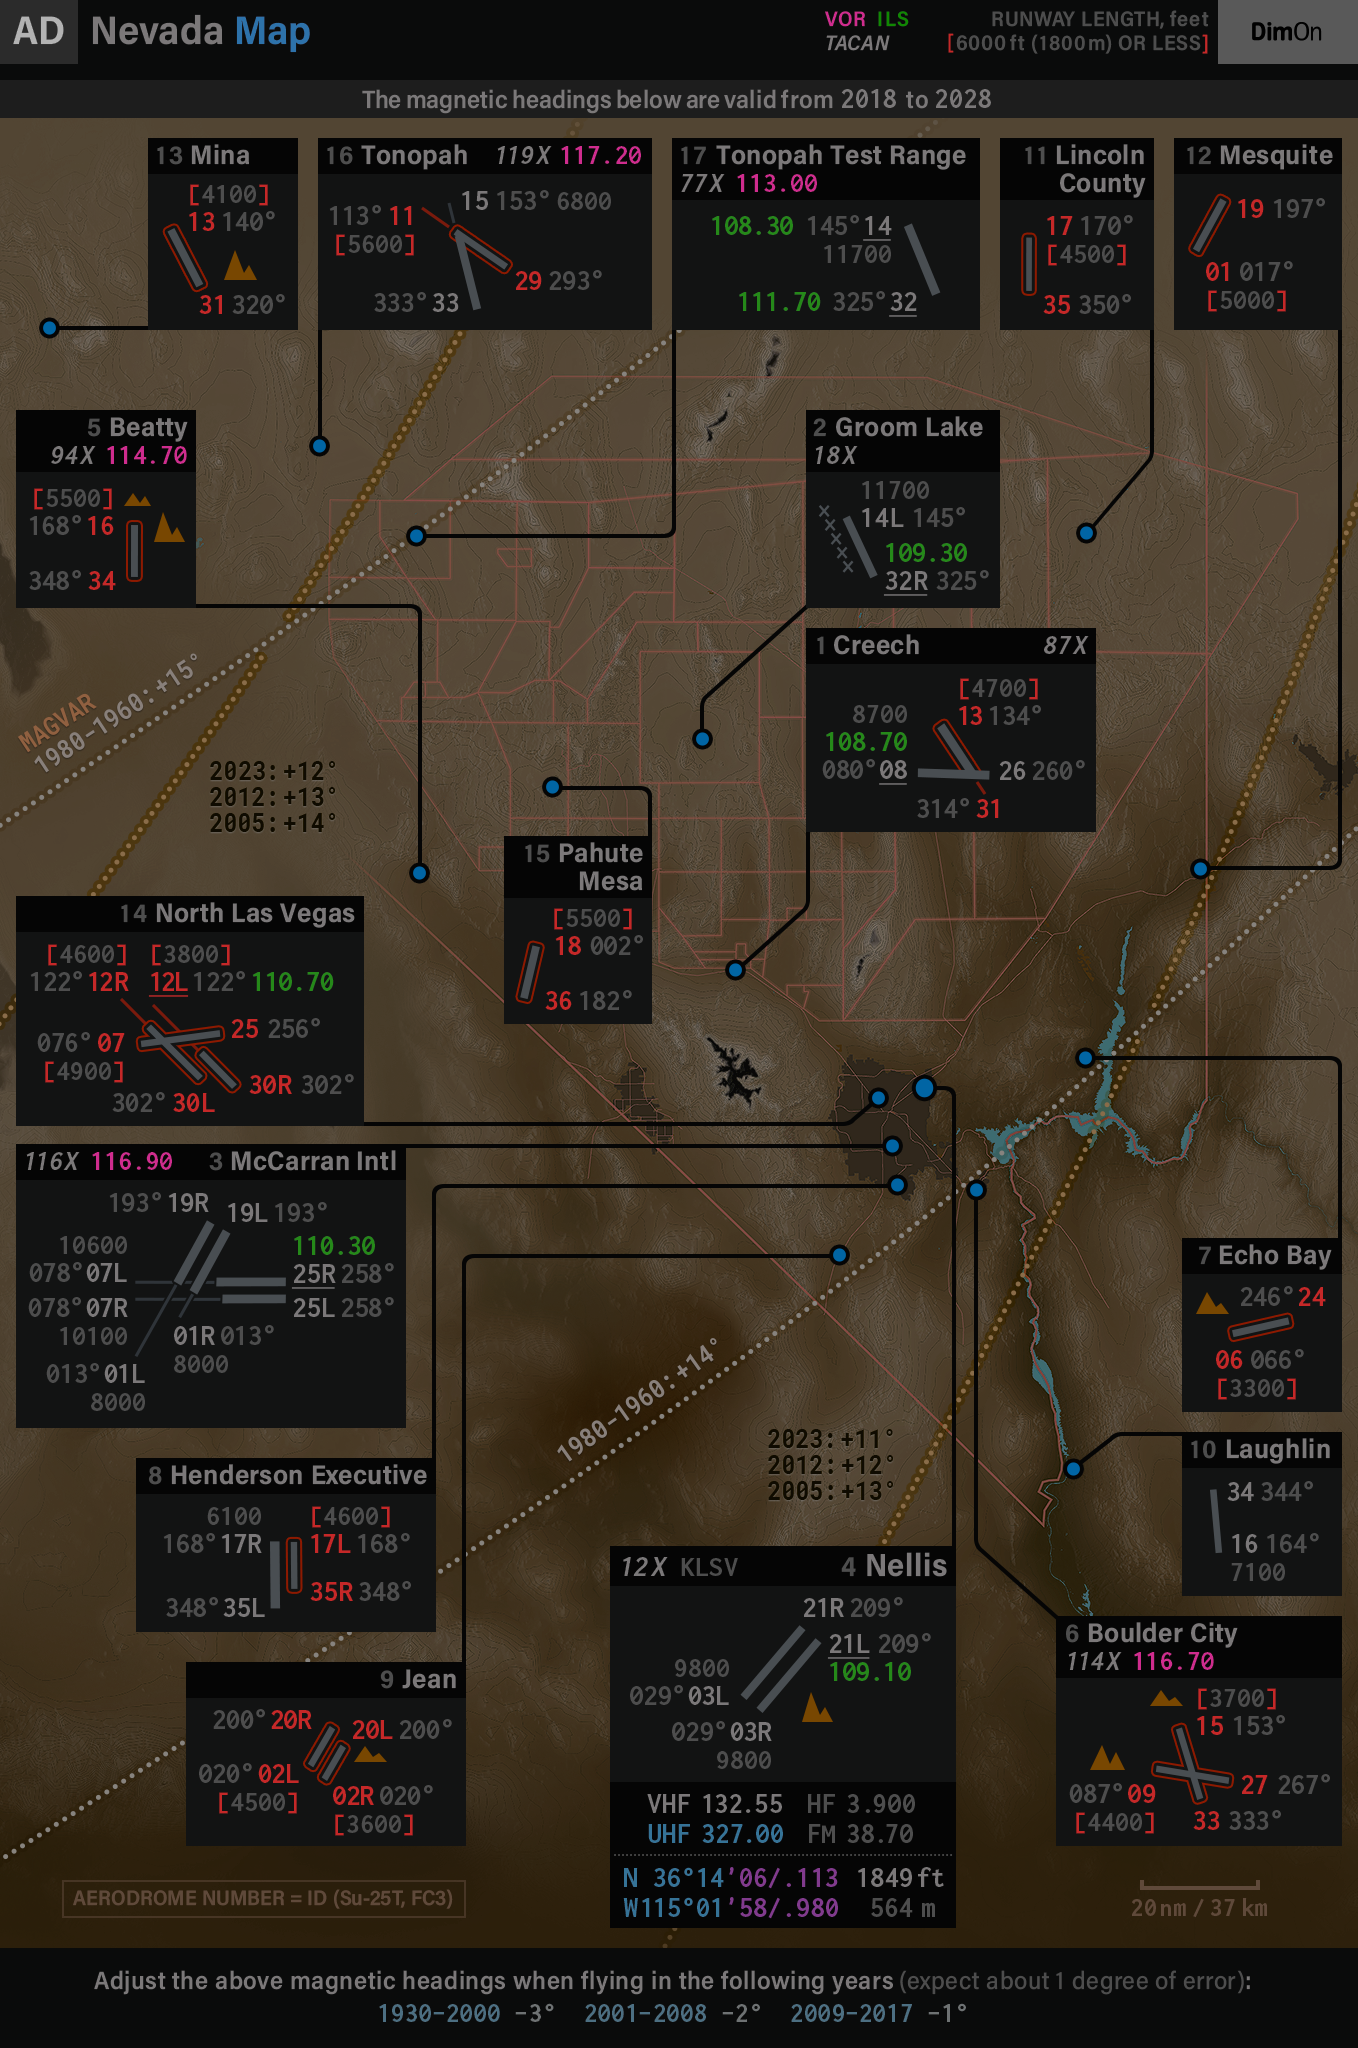 AD Nevada Map
VOR ILS
TACAN
RUNWAY LENGTH, feet
[6000 ft (1800 m) OR LESS]
DimOn
The magnetic headings below are valid from 2018 to 2028
13 Mina
[4100]
13 140°
31 320°
16 Tonopah 119X 117.20
15 153° 6800
113° 11
[5600]
29 293°
333° 33
17 Tonopah Test Range
77X 113.00
108.30 145° 14
11700
111.70 325° 32
11 Lincoln
County
17 170°
[4500]
35 350°
12 Mesquite
19 197°
01 017°
[5000]
5 Beatty
94X 114.70
[5500]
168° 16
348° 34
2 Groom Lake
18X
11700
14L 145°
109.30
32R 325°
1 Creech 87X
[4700]
8700
13 134°
108.70
080° 08
26 260°
314° 31
MAGVAR
1980-1960:+15°
2023:+12°
2012:+13°
2005:+14°
15 Pahute
Mesa
[5500]
18 002°
36 182°
14 North Las Vegas
[4600] [3800]
122° 12R 12L 122° 110.70
25 256°
076° 07
[4900]
30R 302°
302° 30L
116X 116.90 3 McCarran Intl
193° 19R
19L 193°
10600
110.30
078° 07L
25R 258°
078° 07R
25L 258°
10100
01R 013°
8000
013° 01L
8000
7 Echo Bay
246° 24
06 066°
[3300]
1980-1960:+14°
2023:+11°
2012:+12°
2005:+13°
10 Laughlin
34 344°
16 164°
7100
8 Henderson Executive
6100 [4600]
168° 17R 17L 168°
35R 348°
348° 35L
12X KLSV 4 Nellis
21R 209°
21L 209°
9800
109.10
029° 03L
029° 03R
9800
VHF 132.55 HF 3.900
UHF 327.00 FM 38.70
N 36°14'06/.113 1849 ft
W115°01'58/.980 564 m
6 Boulder City
114X 116.70
[3700]
15 153°
27 267°
087° 09
[4400]
33 333°
9 Jean
200° 20R
20L 200°
020° 02L
[4500]
02R 020°
[3600]
AERODROME NUMBER = ID (Su-25T, FC3)
20 nm / 37 km
Adjust the above magnetic headings when flying in the following years (expect about 1 degree of error):
1930-2000 -3° 2001-2008 -2° 2009-2017 -1°